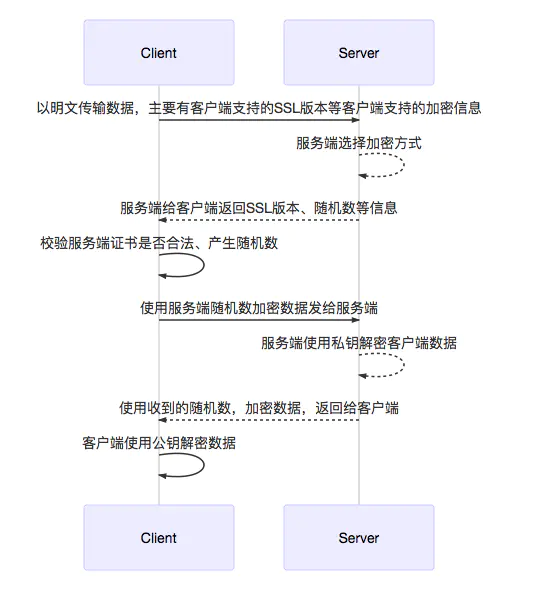 Client
Server
以明文传输数据，主要有客户端支持的SSL版本等客户端支持的加密信息
服务端选择加密方式
服务端给客户端返回SSL版本、随机数等信息
校验服务端证书是否合法、产生随机数
使用服务端随机数加密数据发给服务端
服务端使用私钥解密客户端数据
使用收到的随机数，加密数据，返回给客户端
客户端使用公钥解密数据
Client
Server